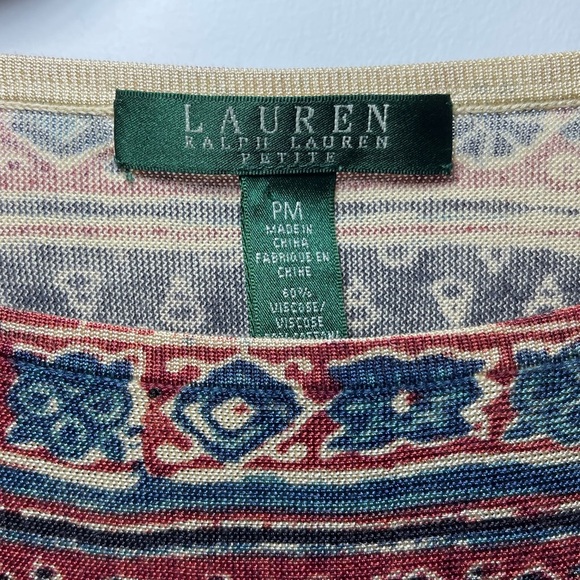 LAUREN
RALPH LAUREN
PETITE
PM
MADE IN
CHINA
FABRIQUE EN
CHINE
60%
VISCOSE/
VISCOSE